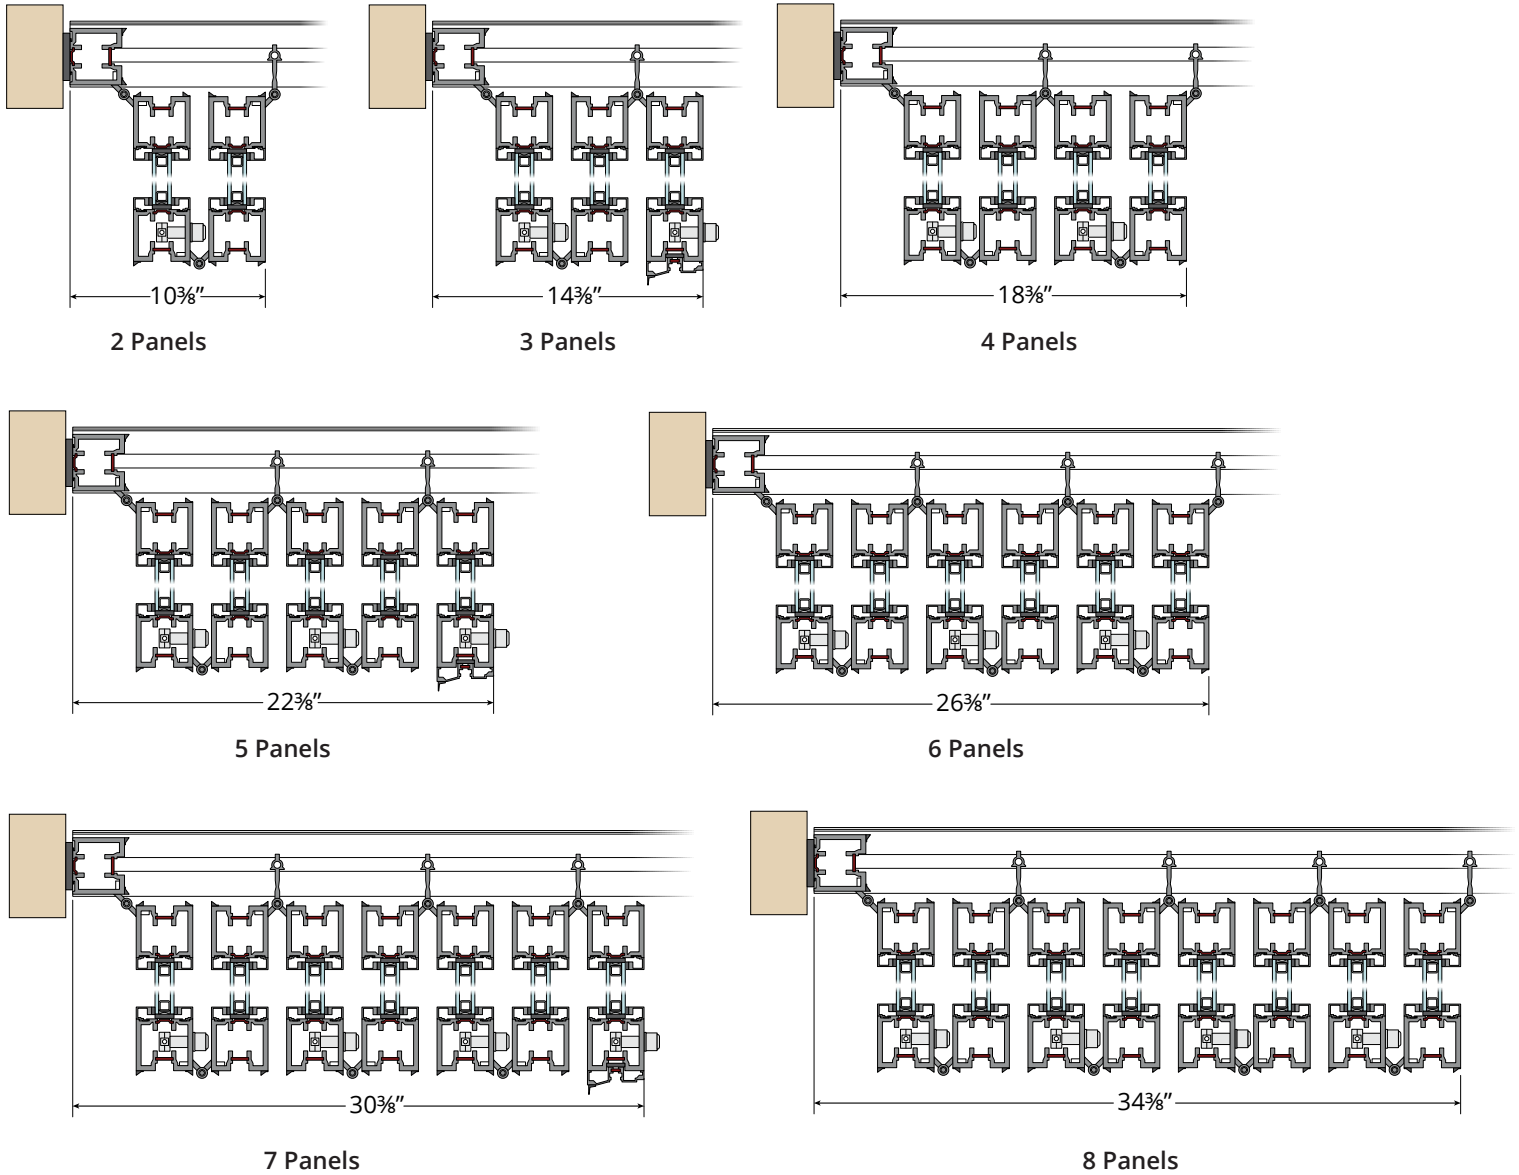 10⅜”
14⅜”
18⅜”
2 Panels
3 Panels
4 Panels
22⅜”
26⅜”
5 Panels
6 Panels
30⅜”
34⅜”
7 Panels
8 Panels